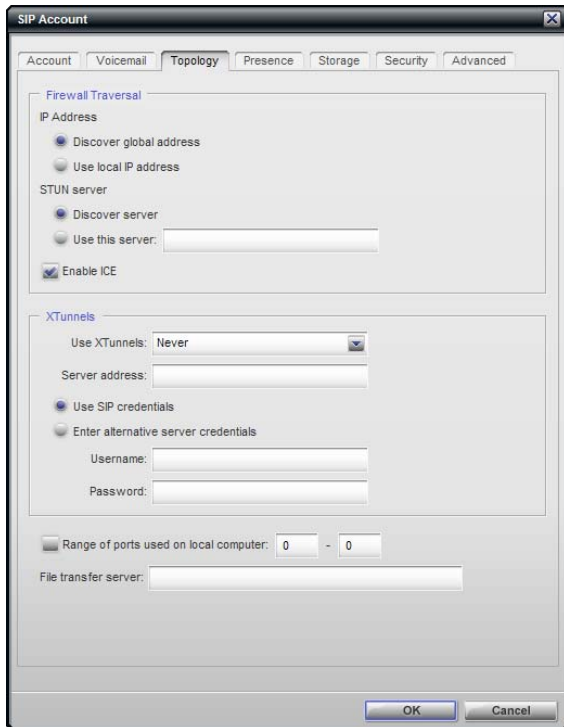 SIP Account
Account Voicemail Topology Presence Storage Security Advanced
Firewall Traversal
IP Address
Discover global address
Use local IP address
STUN server
Discover server
Use this server:
Enable ICE
XTunnels
Use XTunnels: Never
Server address:
Use SIP credentials
Enter alternative server credentials
Username:
Password:
Range of ports used on local computer: 0 - 0
File transfer server:
OK Cancel